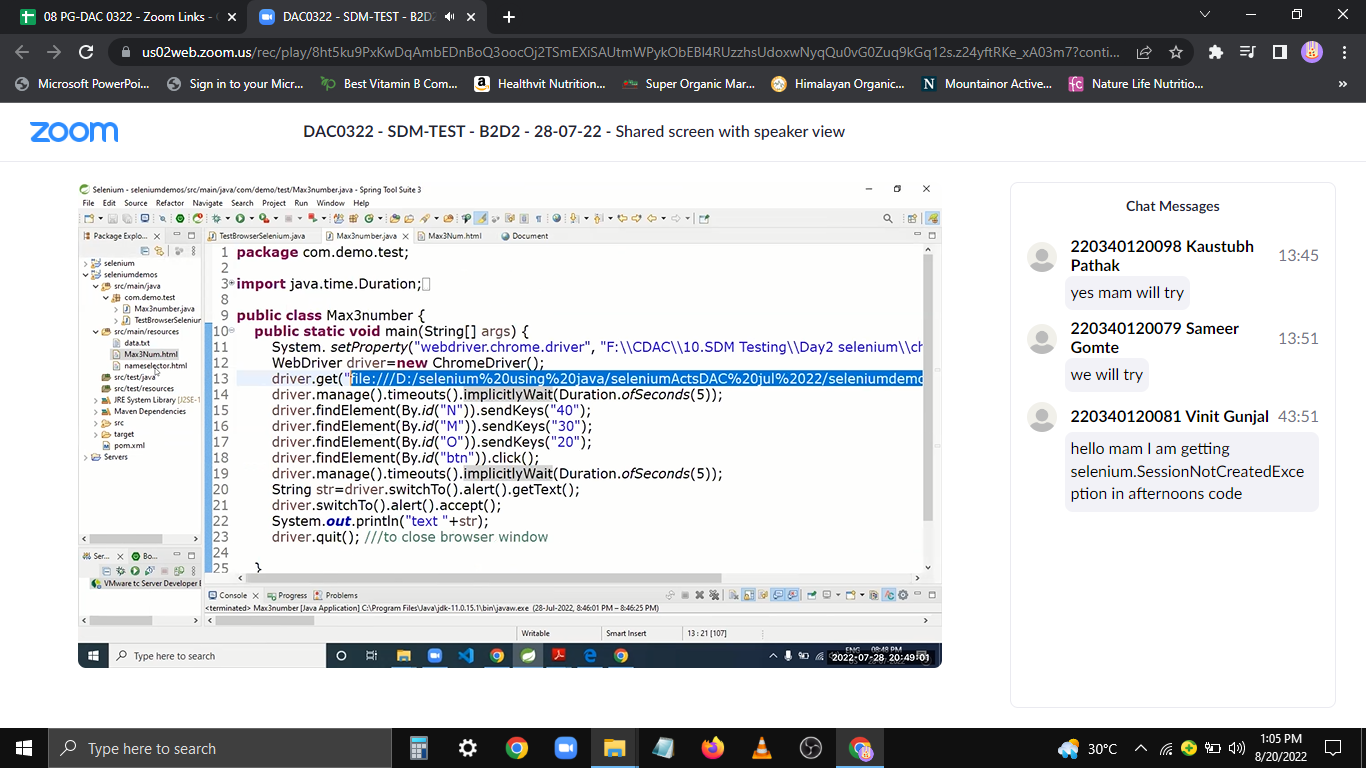 08 PG-DAC 0322 - Zoom Links -
DAC0322 - SDM-TEST - B2D2
us02web.zoom.us/rec/play/8ht5ku9PxKwDqAmbEDnBoQ3oocOj2TSmEXiSAUtmWPykObEBl4RUzzhsUdoxwNyqQu0vG0Zuq9kGq12s.z24yftRKe_xA03m7?conti...
Microsoft PowerPoi...
Sign in to your Micr...
Best Vitamin B Com...
Healthvit Nutrition...
Super Organic Mar...
Himalayan Organic...
Mountainor Active...
Nature Life Nutritio...
zoom
DAC0322 - SDM-TEST - B2D2 - 28-07-22 - Shared screen with speaker view
Selenium - seleniumdemos/src/main/java/com/demo/test/Max3number.java - Spring Tool Suite 3
File Edit Source Refactor Navigate Search Project Run Window Help
Package Explo...
TestBrowserSelenium.java
Max3number.java
Max3Num.html
Document
selenium
seleniumdemos
src/main/java
com.demo.test
Max3number.java
TestBrowserSeleniun
src/main/resources
data.txt
Max3Num.html
nameselector.html
src/test/java
src/test/resources
JRE System Library [J2SE-1
Maven Dependencies
src
target
pom.xml
Servers
Ser...
Bo...
VMware tc Server Developer E
1 package com.demo.test;
2
3 import java.time.Duration;
8
9 public class Max3number {
10 public static void main(String[] args) {
11 System. setProperty("webdriver.chrome.driver", "F:\\CDAC\\10.SDM Testing\\Day2 selenium\\ch
12 WebDriver driver=new ChromeDriver();
13 driver.get("file:///D:/selenium%20using%20java/seleniumActsDAC%20jul%2022/seleniumdemo
14 driver.manage().timeouts().implicitlyWait(Duration.ofSeconds(5));
15 driver.findElement(By.id("N")).sendKeys("40");
16 driver.findElement(By.id("M")).sendKeys("30");
17 driver.findElement(By.id("O")).sendKeys("20");
18 driver.findElement(By.id("btn")).click();
19 driver.manage().timeouts().implicitlyWait(Duration.ofSeconds(5));
20 String str=driver.switchTo().alert().getText();
21 driver.switchTo().alert().accept();
22 System.out.println("text "+str);
23 driver.quit(); ///to close browser window
24
25 }
Console Progress Problems
<terminated> Max3number [Java Application] C:\Program Files\Java\jdk-11.0.15.1\bin\javaw.exe (28-Jul-2022, 8:46:01 PM – 8:46:25 PM)
Writable Smart Insert 13 : 21 [107]
Type here to search
2022-07-28 20:49:01
Chat Messages
220340120098 Kaustubh
Pathak
13:45
yes mam will try
220340120079 Sameer
Gomte
13:51
we will try
220340120081 Vinit Gunjal 43:51
hello mam I am getting
selenium.SessionNotCreatedExce
ption in afternoons code
Type here to search
30°C
1:05 PM
8/20/2022